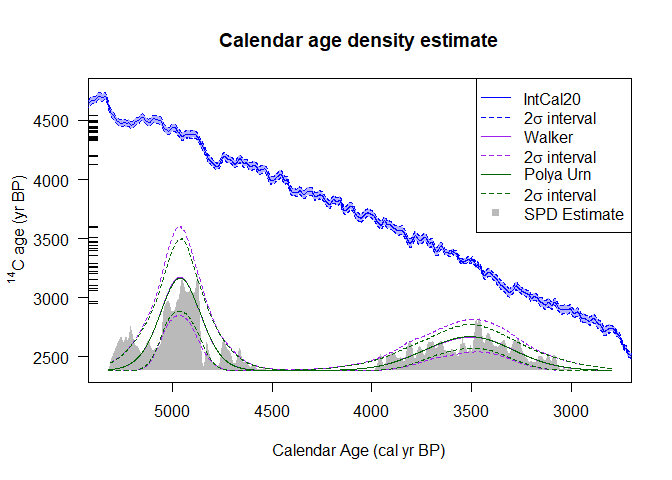 Calendar age density estimate
IntCal20
2σ interval
Walker
2σ interval
Polya Urn
2σ interval
SPD Estimate
¹⁴C age (yr BP)
4500
4000
3500
3000
2500
5000
4500
4000
3500
3000
Calendar Age (cal yr BP)